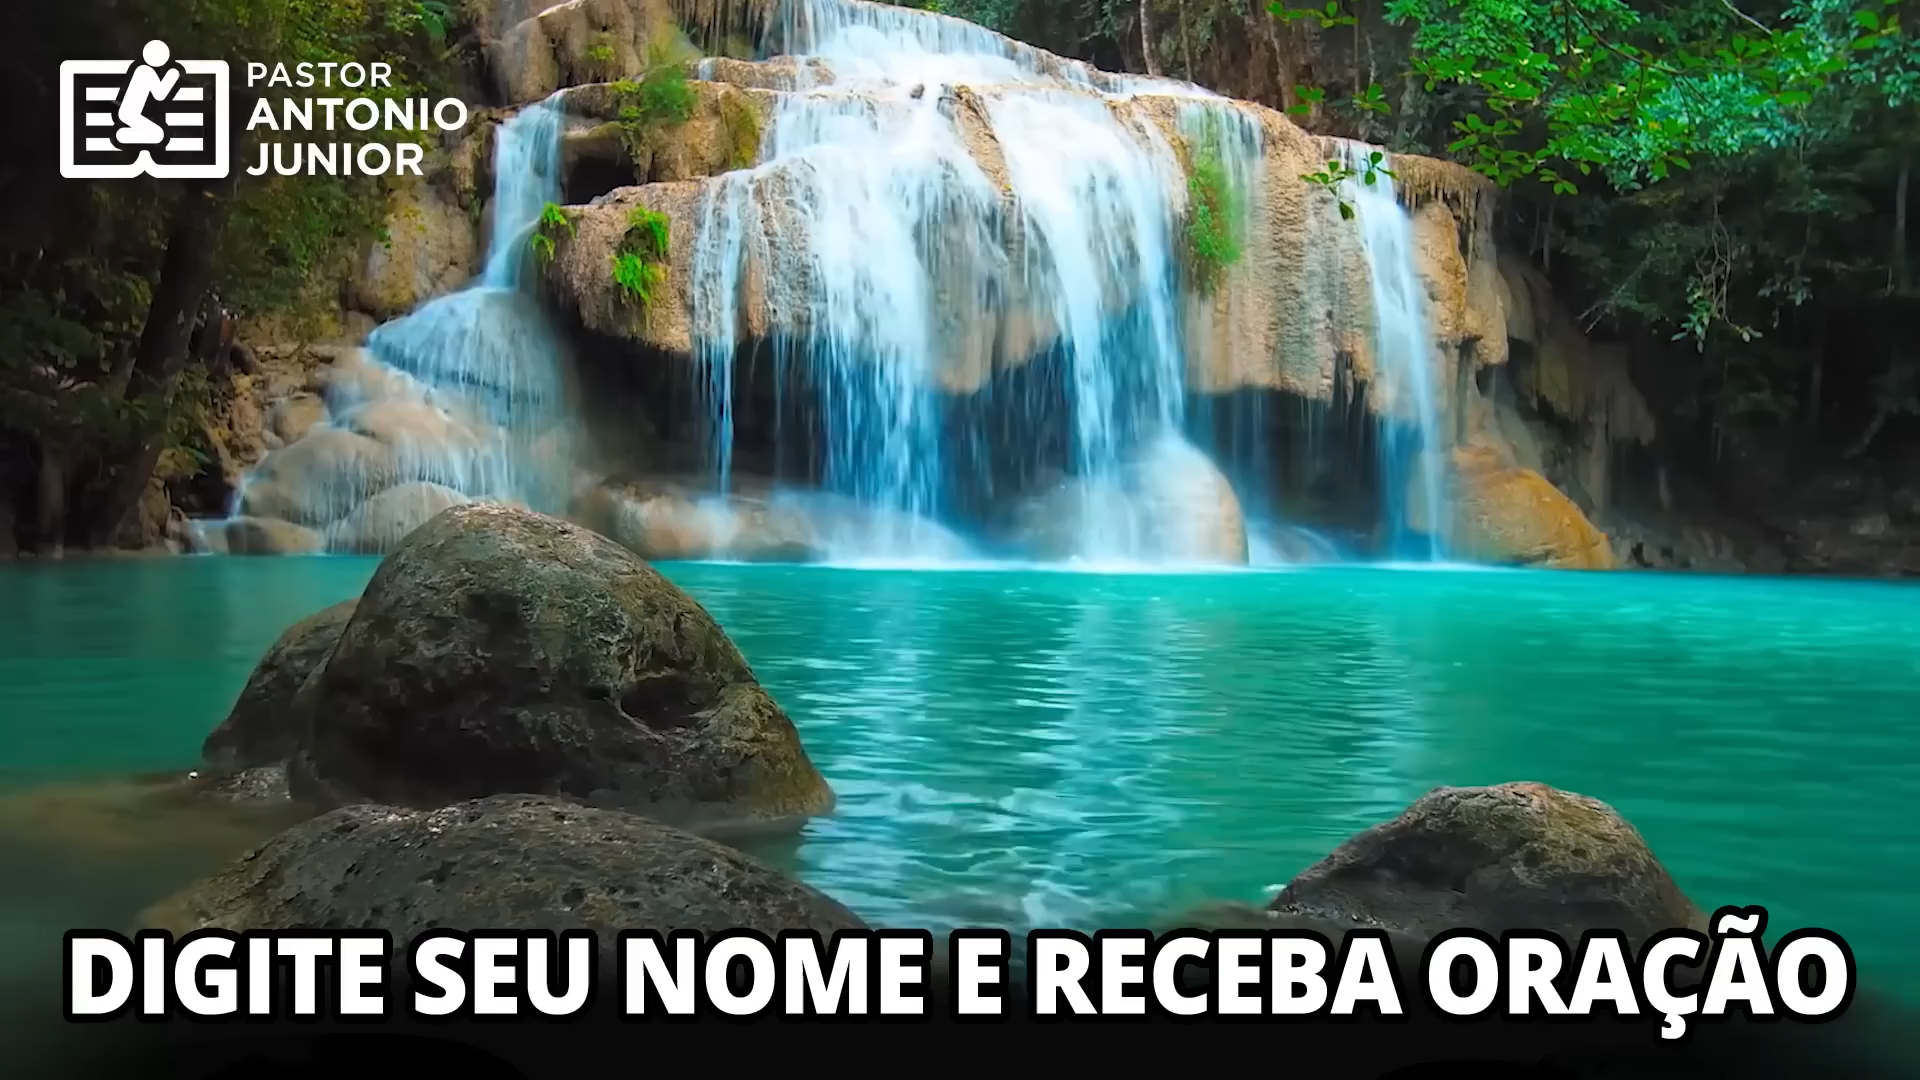 PASTOR
ANTONIO
JUNIOR
DIGITE SEU NOME E RECEBA ORAÇÃO